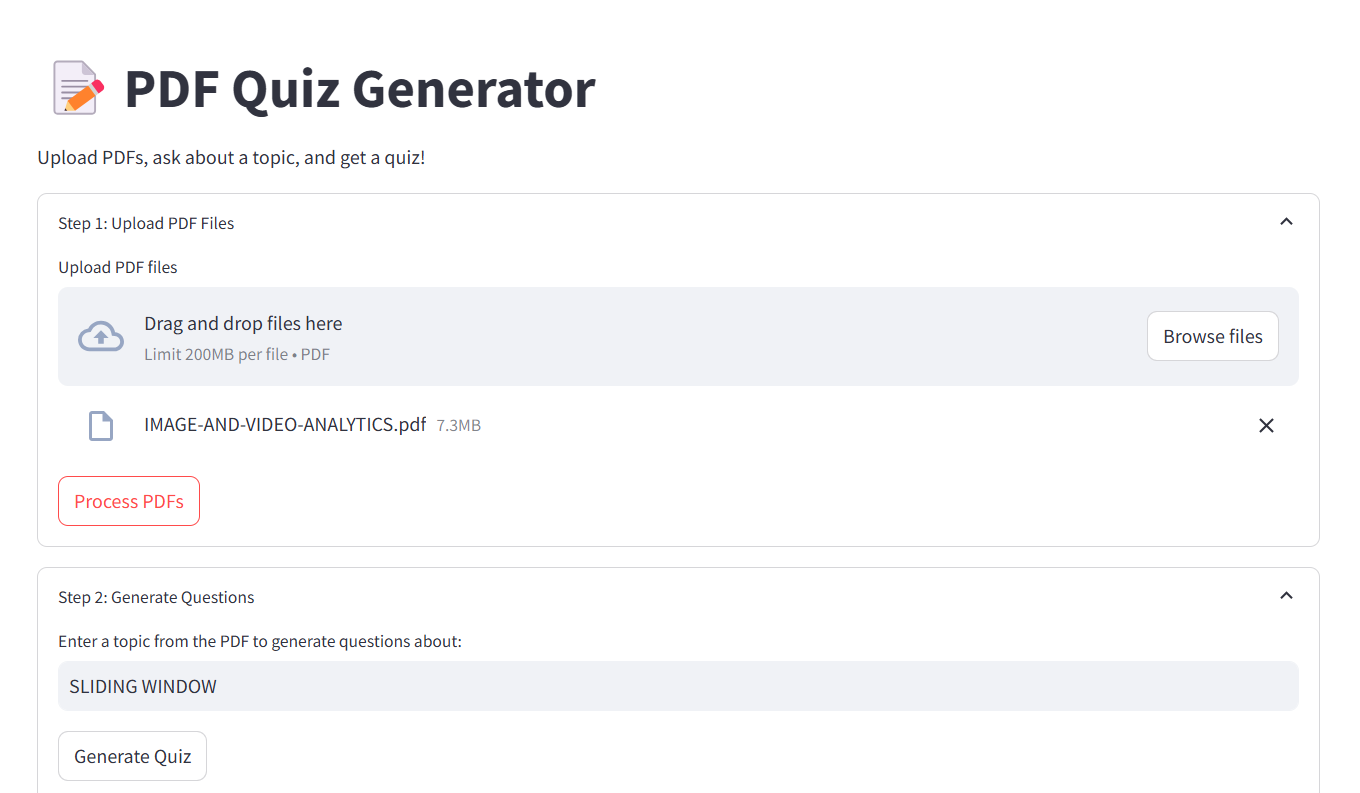 PDF Quiz Generator
Upload PDFs, ask about a topic, and get a quiz!
Step 1: Upload PDF Files
Upload PDF files
Drag and drop files here
Limit 200MB per file • PDF
Browse files
IMAGE-AND-VIDEO-ANALYTICS.pdf 7.3MB
Process PDFs
Step 2: Generate Questions
Enter a topic from the PDF to generate questions about:
SLIDING WINDOW
Generate Quiz